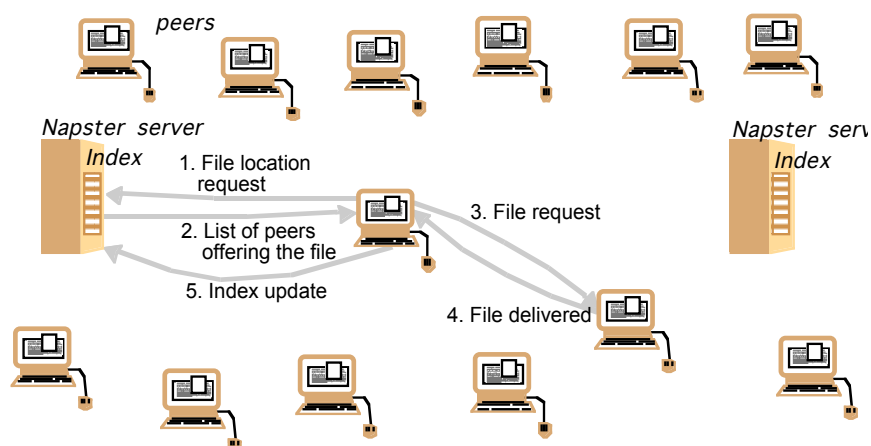 peers
Napster server
Index
Napster serv
Index
1. File location
request
2. List of peers
offering the file
3. File request
4. File delivered
5. Index update